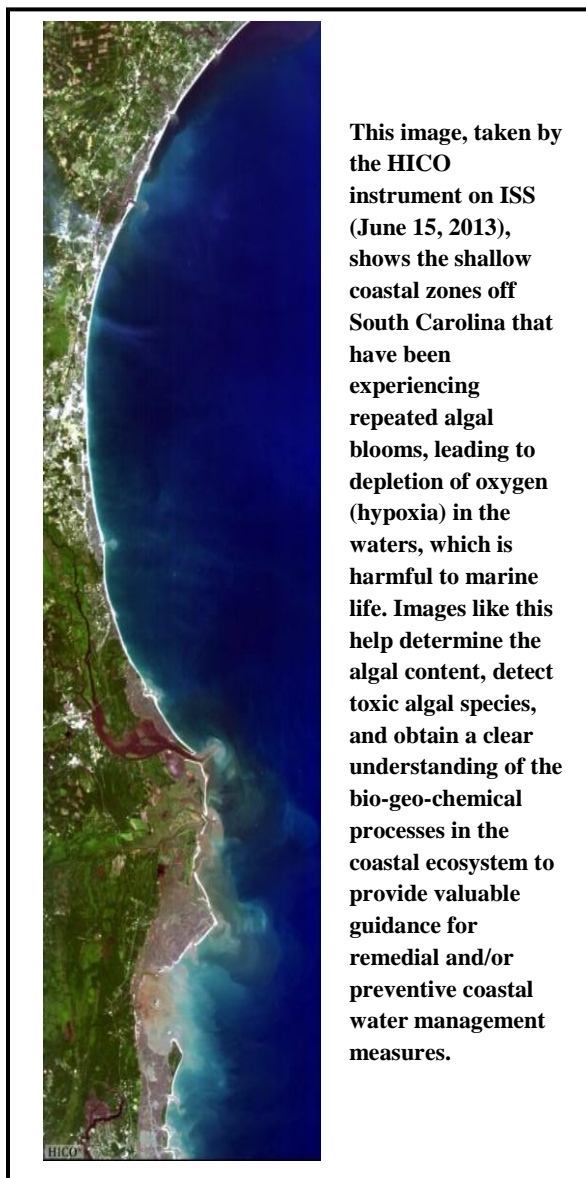 This image, taken by
the HICO
instrument on ISS
(June 15, 2013),
shows the shallow
coastal zones off
South Carolina that
have been
experiencing
repeated algal
blooms, leading to
depletion of oxygen
(hypoxia) in the
waters, which is
harmful to marine
life. Images like this
help determine the
algal content, detect
toxic algal species,
and obtain a clear
understanding of the
bio-geo-chemical
processes in the
coastal ecosystem to
provide valuable
guidance for
remedial and/or
preventive coastal
water management
measures.
HICO